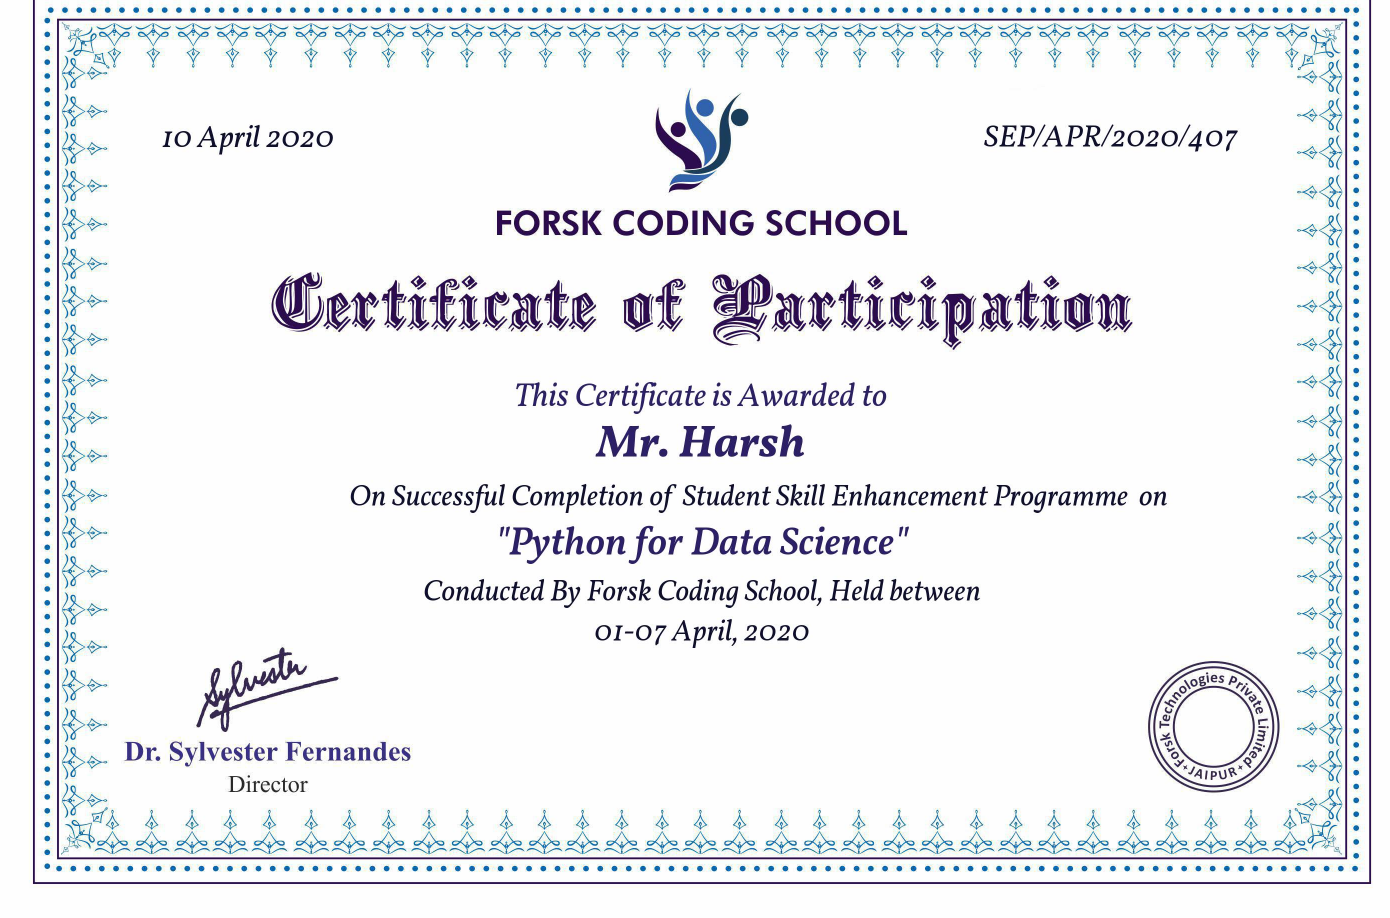 10 April 2020
SEP/APR/2020/407
FORSK CODING SCHOOL
Certificate of Participation
This Certificate is Awarded to
Mr. Harsh
On Successful Completion of Student Skill Enhancement Programme on
"Python for Data Science"
Conducted By Forsk Coding School, Held between
01-07 April, 2020
Sylvester
Dr. Sylvester Fernandes
Director
Forsk Technologies Private Limited
JAIPUR